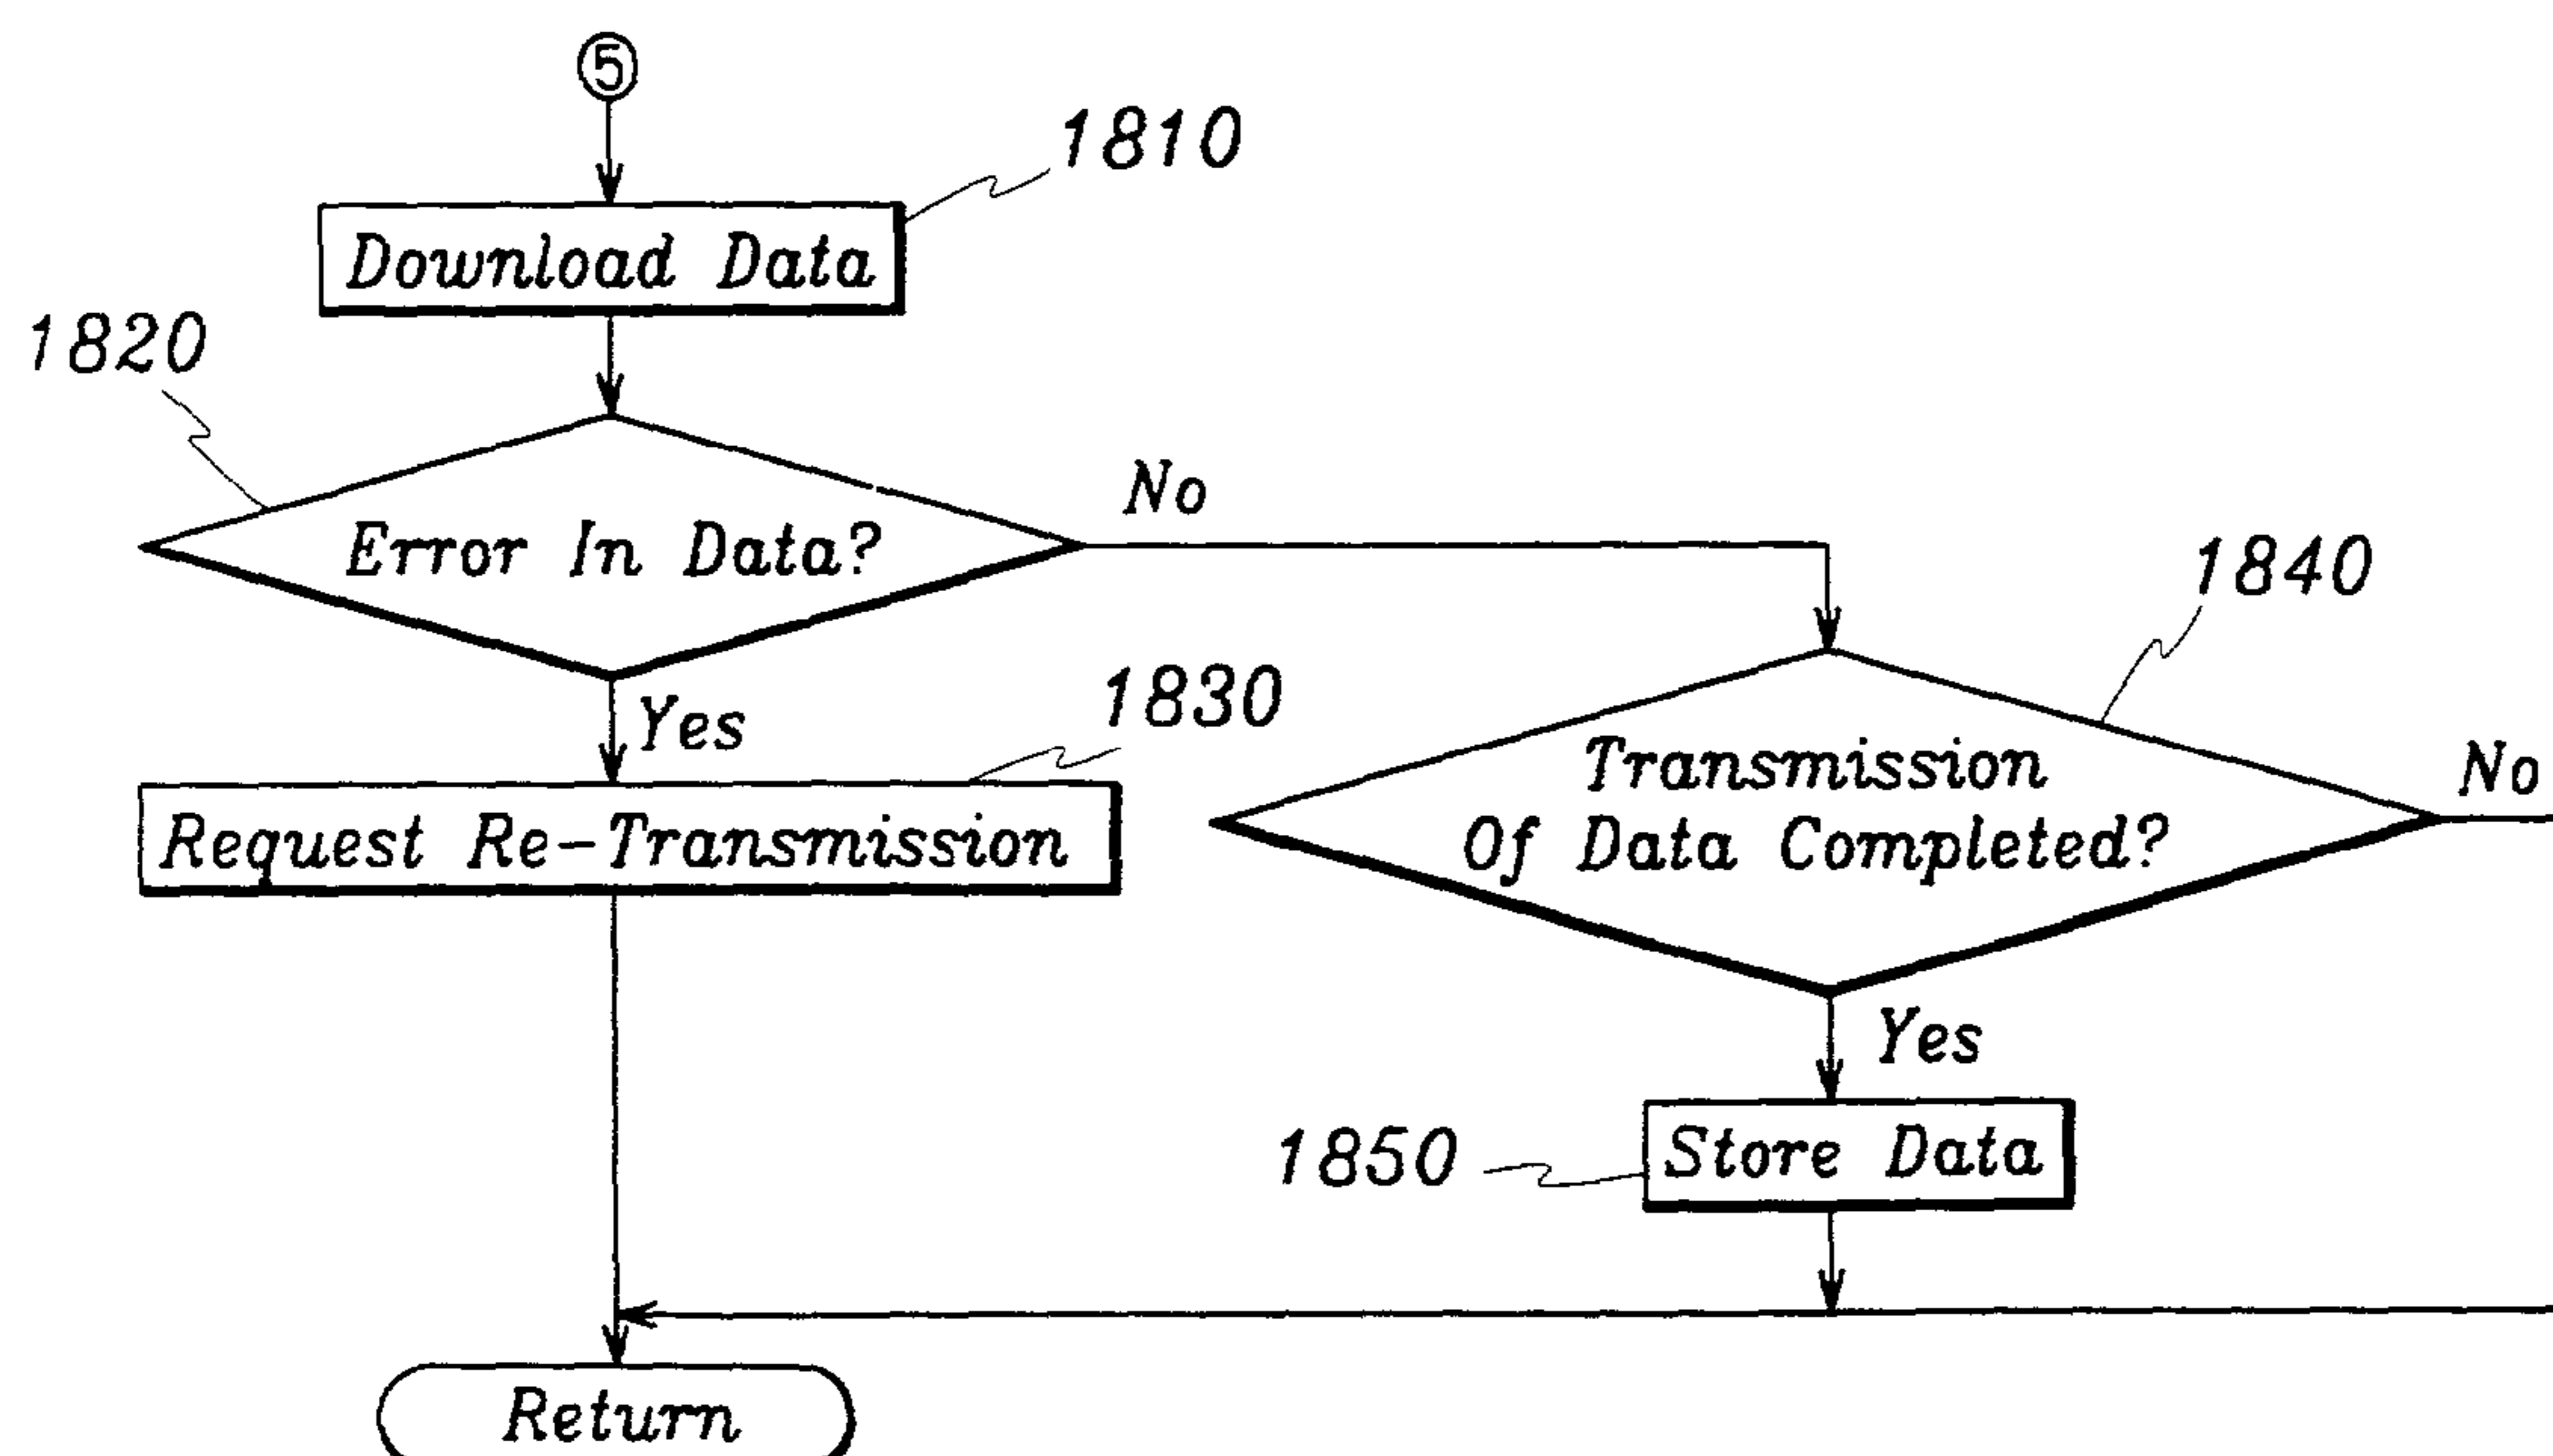 5
1810
Download Data
1820
Error In Data?
No
1840
Yes
1830
Request Re-Transmission
Transmission
Of Data Completed?
No
Yes
1850
Store Data
Return